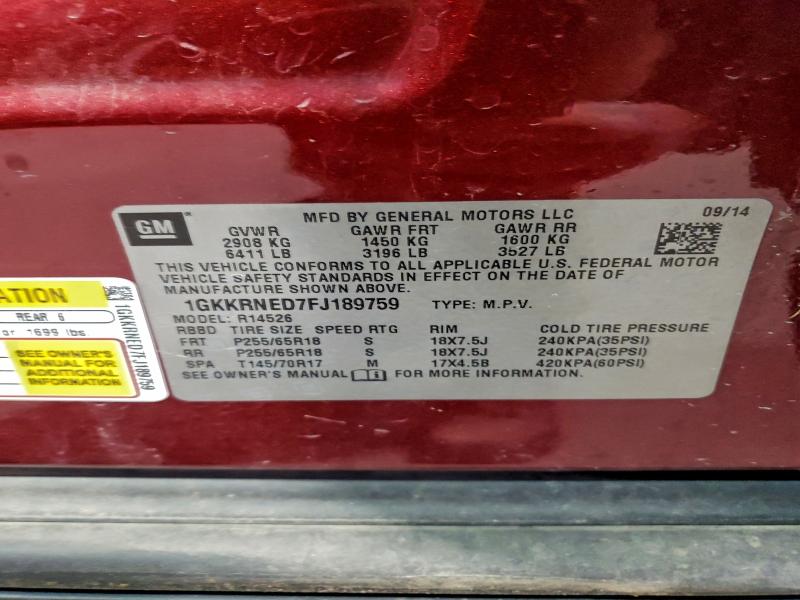 GM
MFD BY GENERAL MOTORS LLC 09/14
GVWR GAWR FRT GAWR RR
2908 KG 1450 KG 1600 KG
6411 LB 3196 LB 3527 LB
THIS VEHICLE CONFORMS TO ALL APPLICABLE U.S. FEDERAL MOTOR
VEHICLE SAFETY STANDARDS IN EFFECT ON THE DATE OF
MANUFACTURE SHOWN ABOVE.
1GKKRNED7FJ189759 TYPE: M.P.V.
MODEL: R14526
RBBD TIRE SIZE SPEED RTG RIM COLD TIRE PRESSURE
FRT P255/65R18 S 18X7.5J 240KPA(35PSI)
RR P255/65R18 S 18X7.5J 240KPA(35PSI)
SPA T145/70R17 M 17X4.5B 420KPA(60PSI)
SEE OWNER'S MANUAL FOR MORE INFORMATION.
ATION
REAR 6
or 1699 lbs
SEE OWNER'S
MANUAL FOR
ADDITIONAL
INFORMATION
1GKKRNED7FJ189759